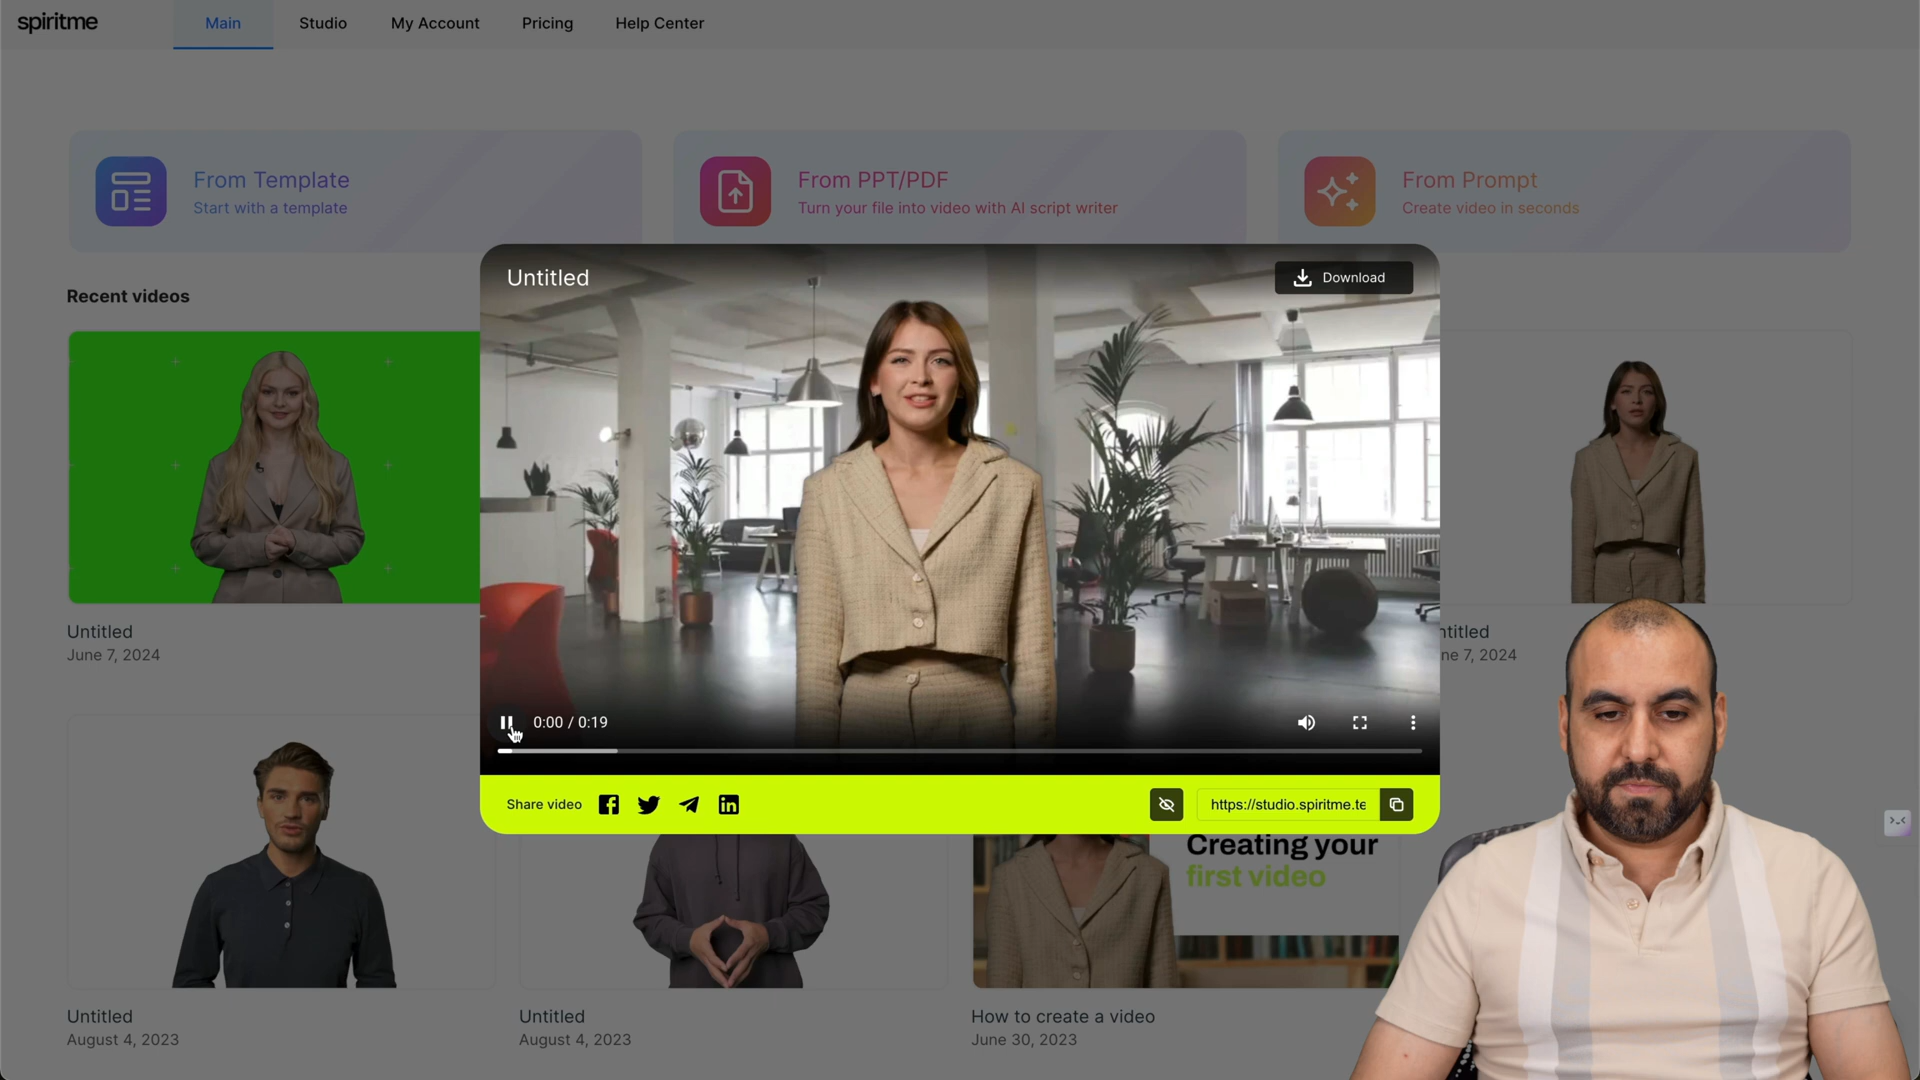 spiritme
Main
Studio
My Account
Pricing
Help Center
From Template
Start with a template
From PPT/PDF
Turn your file into video with AI script writer
From Prompt
Create video in seconds
Recent videos
Untitled
Download
0:00 / 0:19
Share video
https://studio.spiritme.te
Untitled
June 7, 2024
ntitled
ne 7, 2024
Creating your
first video
Untitled
August 4, 2023
Untitled
August 4, 2023
How to create a video
June 30, 2023